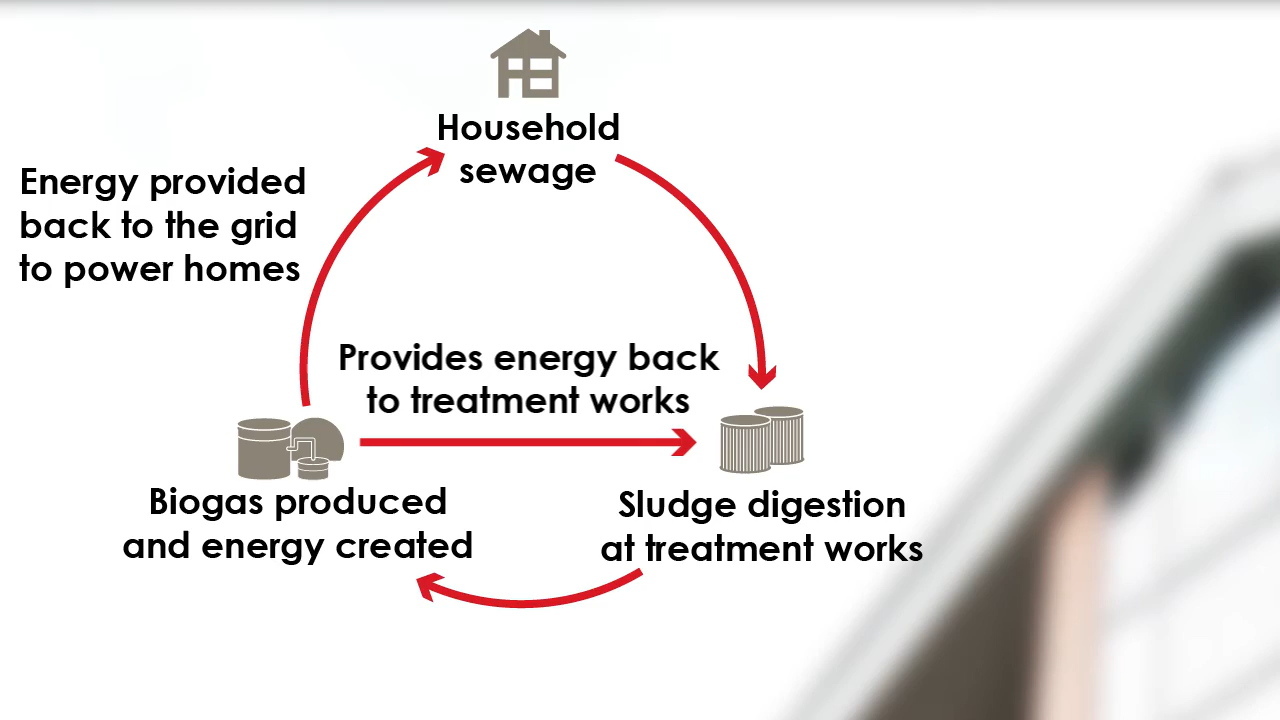 Household
sewage
Energy provided
back to the grid
to power homes
Provides energy back
to treatment works
Biogas produced
and energy created
Sludge digestion
at treatment works